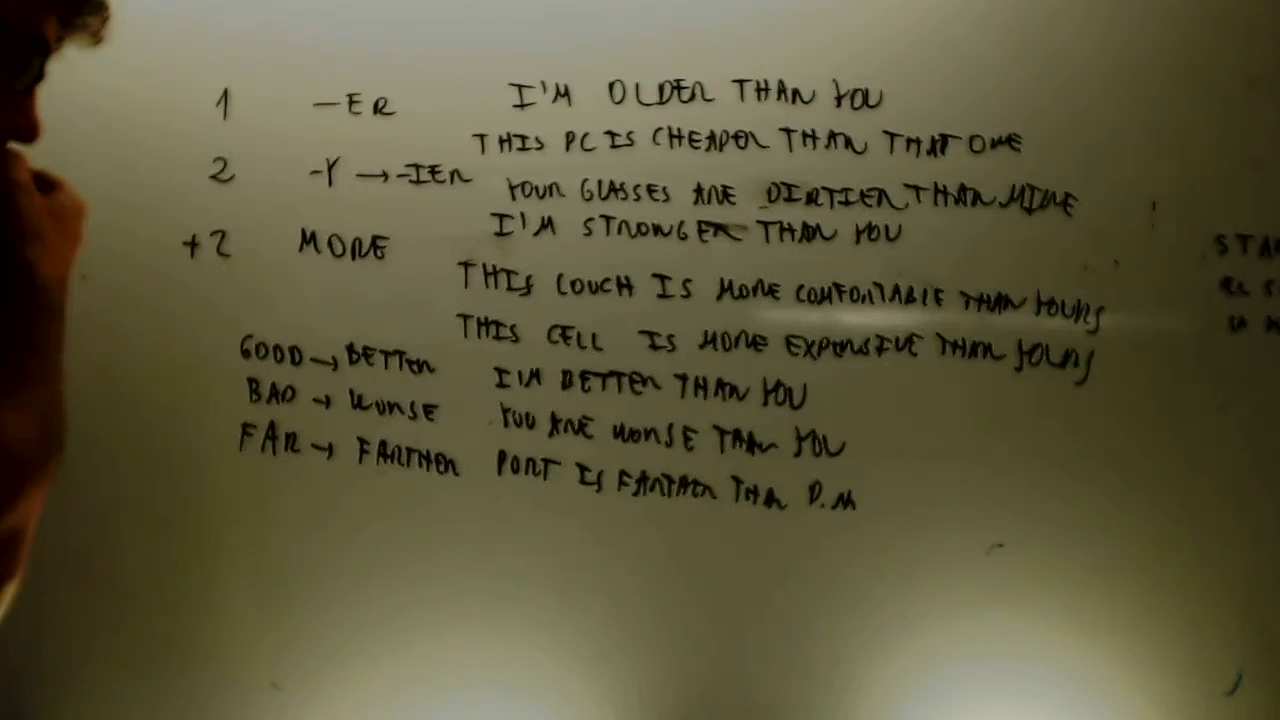 1 -ER I'M OLDER THAN YOU
THIS PC IS CHEAPER THAN THAT ONE
2 -Y → -IER YOUR GLASSES ARE DIRTIER THAN MINE
I'M STRONGER THAN YOU
+2 MORE
THIS COUCH IS MORE COMFORTABLE THAN YOURS
THIS CELL IS MORE EXPENSIVE THAN YOURS
GOOD → BETTER I'M BETTER THAN YOU
BAD → WORSE YOU ARE WORSE THAN YOU
FAR → FARTHER PORT IS FARTHER THAN P.M